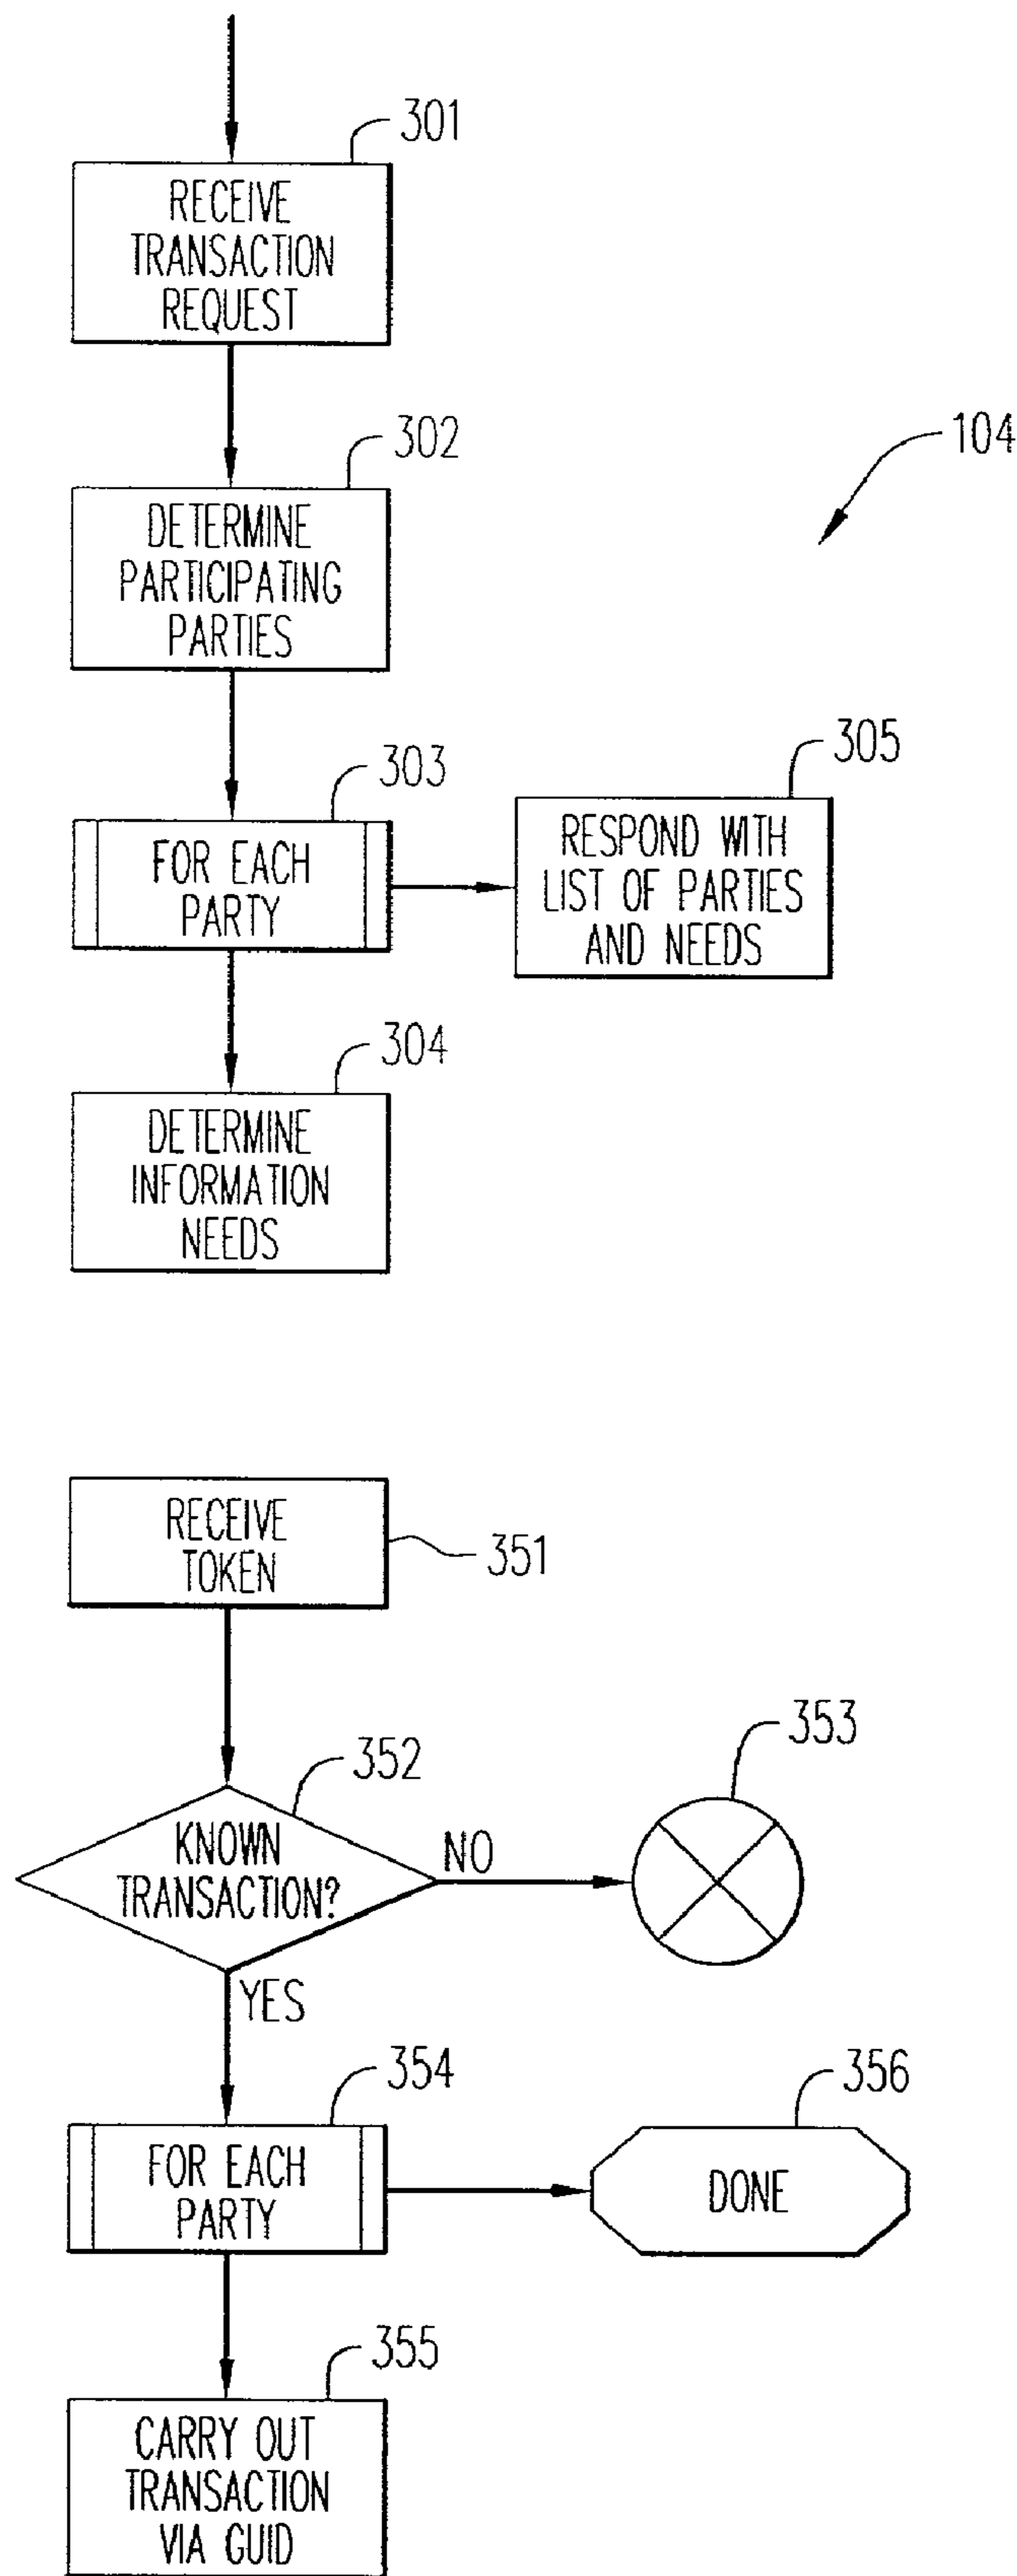 301
RECEIVE
TRANSACTION
REQUEST
302
104
DETERMINE
PARTICIPATING
PARTIES
303
305
FOR EACH
PARTY
RESPOND WITH
LIST OF PARTIES
AND NEEDS
304
DETERMINE
INFORMATION
NEEDS
RECEIVE
TOKEN
351
352
353
KNOWN
TRANSACTION?
NO
YES
354
356
FOR EACH
PARTY
DONE
355
CARRY OUT
TRANSACTION
VIA GUID